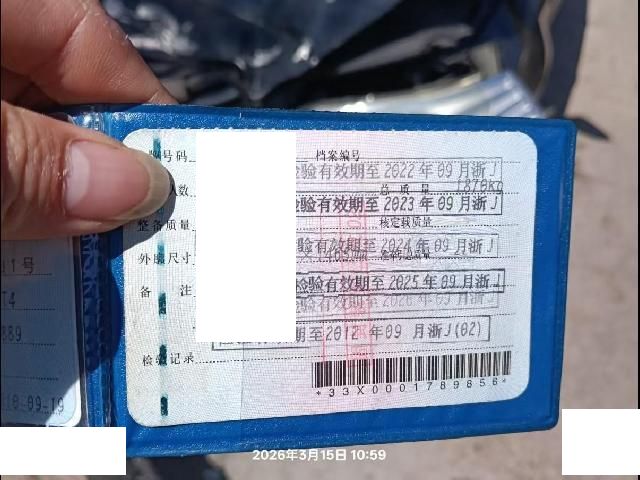 号码
档案编号
检验有效期至2022年09月浙J
人数
总质量 1870kg
检验有效期至2023年09月浙J
整备质量
核定载质量
验有效期至2024年09月浙J
外廓尺寸
检验有效期至2025年09月浙J
备注
验有效期至2026年09月浙J
期至2012年09月浙J(02)
检验记录
*33X0001789856*
号
T4
889
09-19
2026年3月15日 10:59